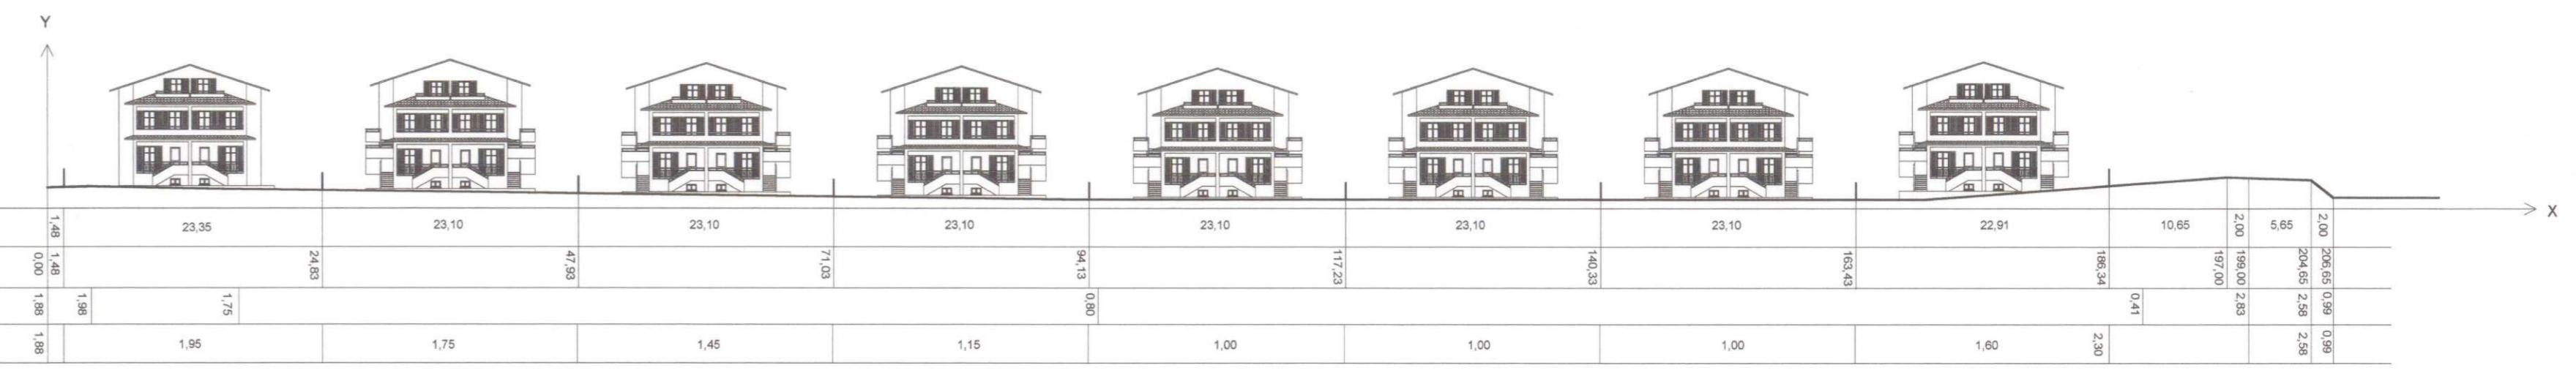 Y
X
1,48 23,35 23,10 23,10 23,10 23,10 23,10 23,10 22,91 10,65 2,00 5,65 2,00
0,00 1,48 24,83 47,93 71,03 94,13 117,23 140,33 163,43 186,34 197,00 199,00 204,65 206,65
1,88 1,98 1,75 0,80 0,41 2,83 2,58 0,99
1,88 1,95 1,75 1,45 1,15 1,00 1,00 1,00 1,60 2,30 2,58 0,99